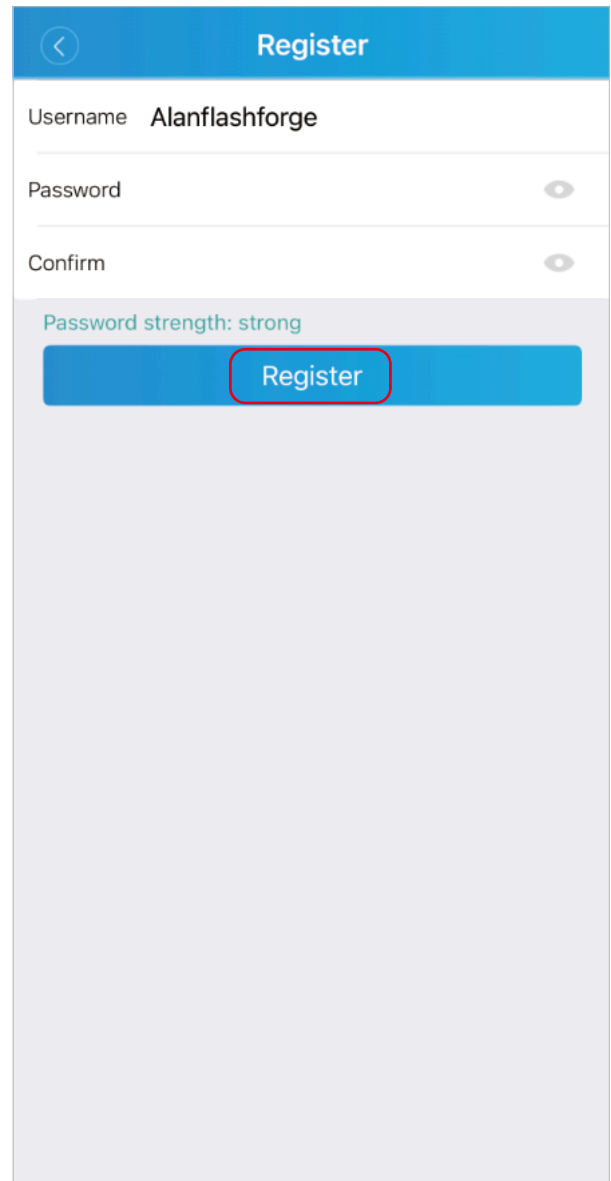 Register
Username Alanflashforge
Password
Confirm
Password strength: strong
Register